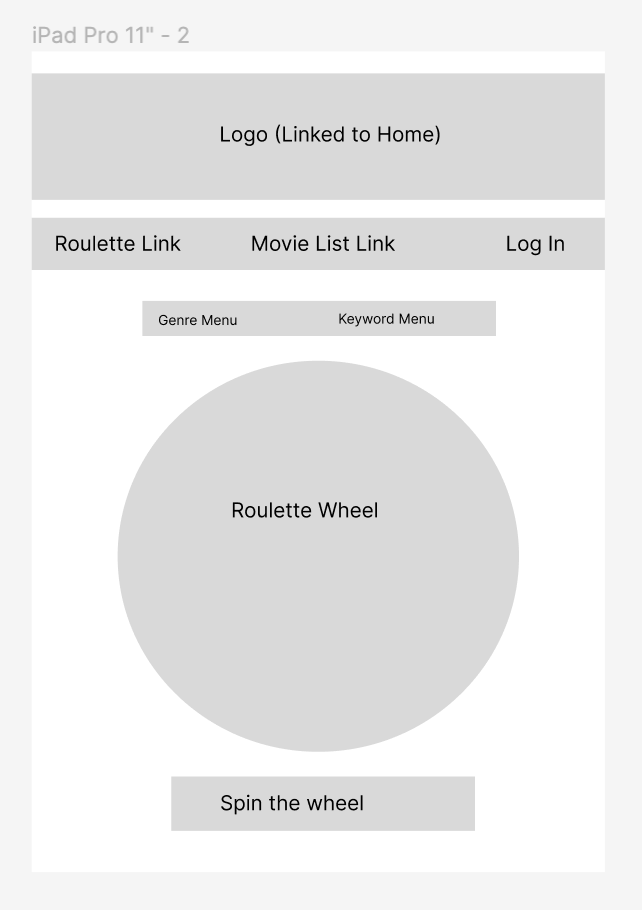 iPad Pro 11" - 2
Logo (Linked to Home)
Roulette Link Movie List Link Log In
Genre Menu Keyword Menu
Roulette Wheel
Spin the wheel